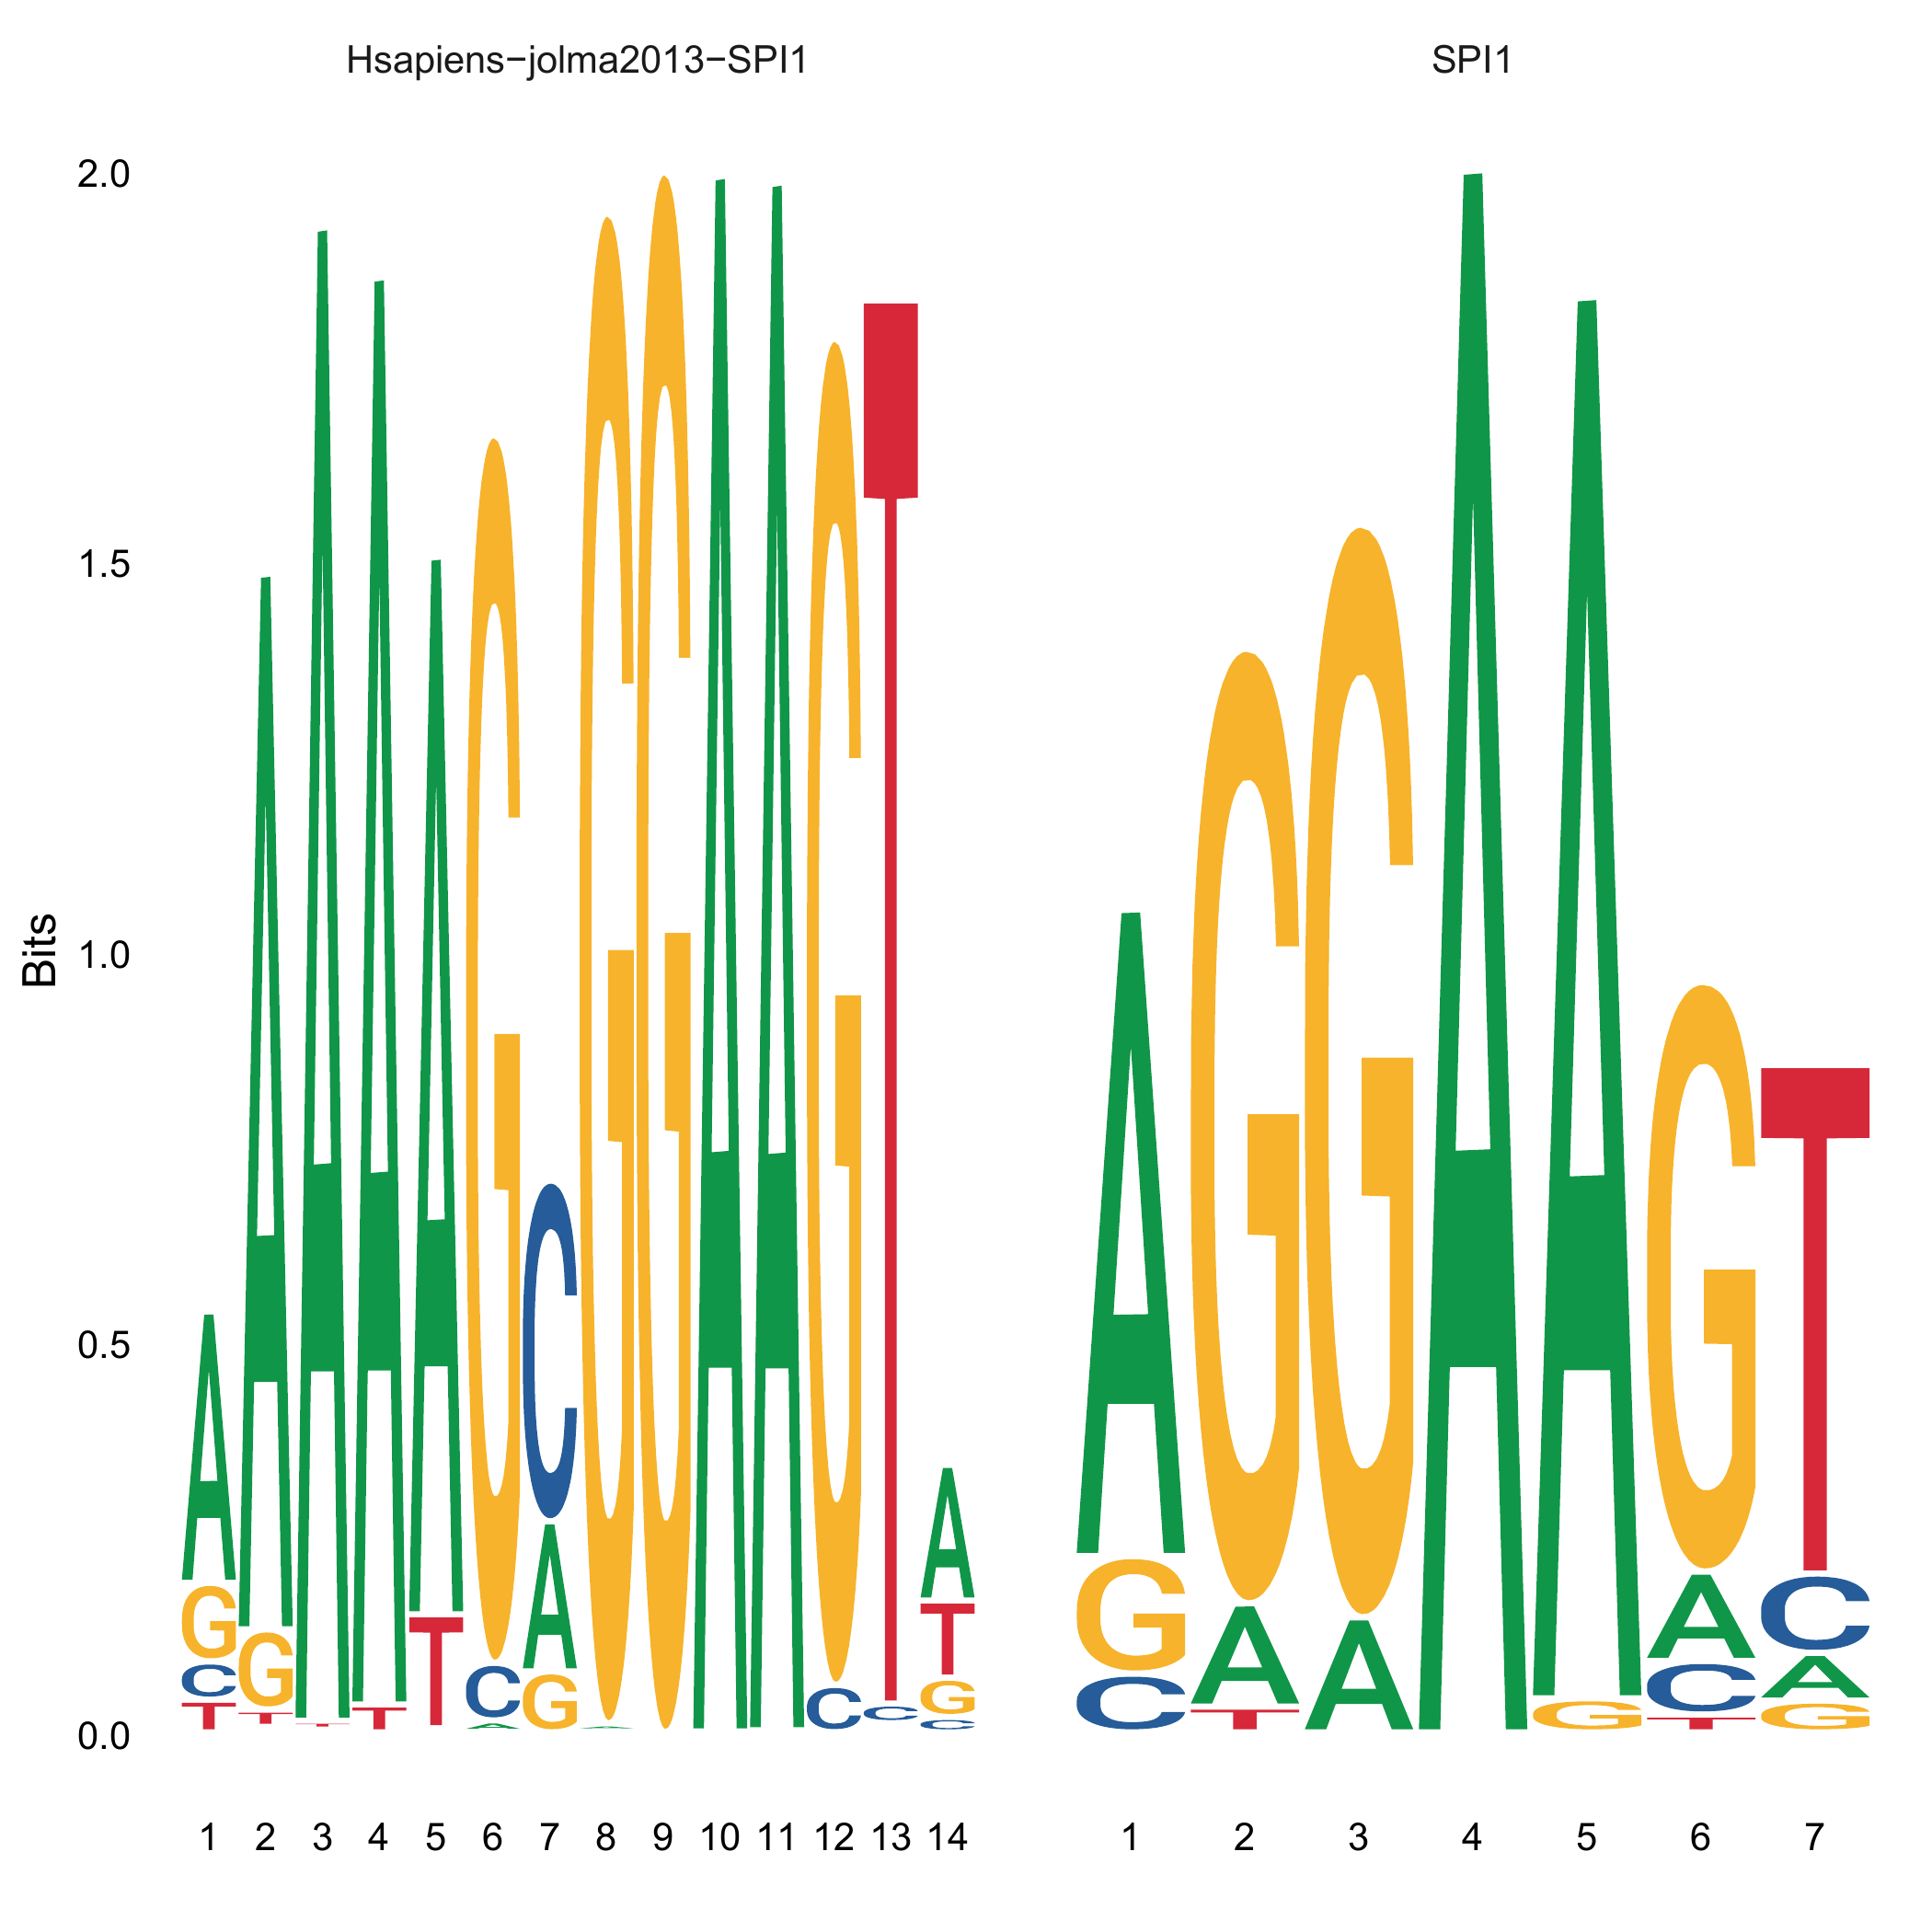 Hsapiens−jolma2013−SPI1 SPI1
2.0
1.5
1.0
0.5
0.0
Bits
A A A A A G C G G A A G T A
G G T T T C A A C C T
C T A G G
T C
A G G A A G T
G A A G A C
C T C A
T G
1 2 3 4 5 6 7 8 9 10 11 12 13 14 1 2 3 4 5 6 7